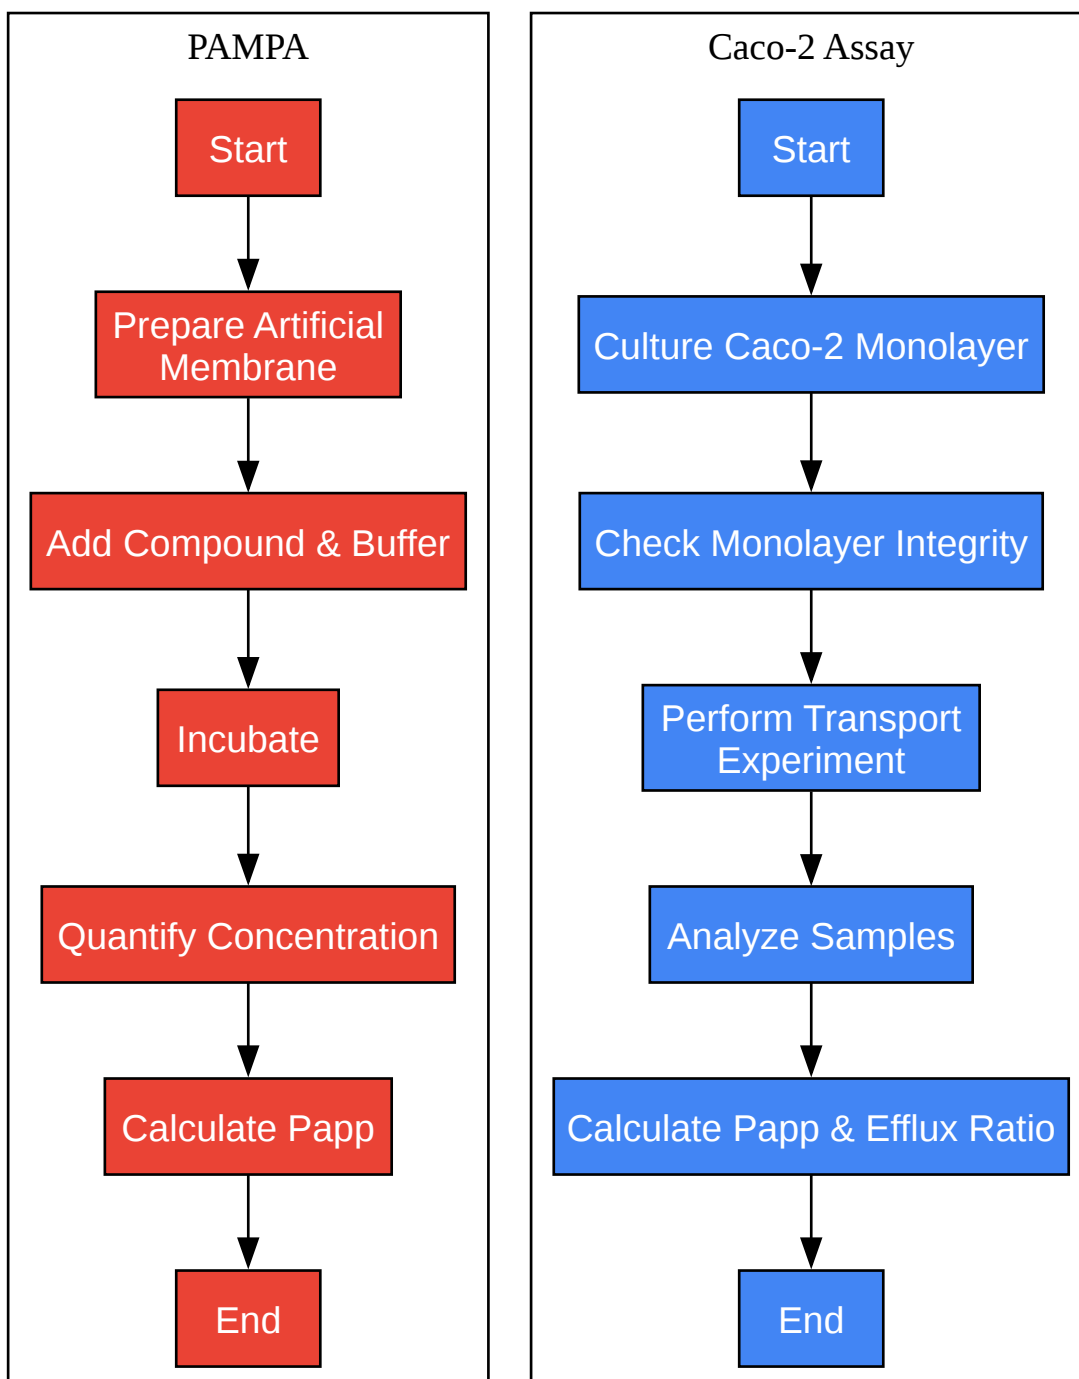 PAMPA
Start
Prepare Artificial
Membrane
Add Compound & Buffer
Incubate
Quantify Concentration
Calculate Papp
End
Caco-2 Assay
Start
Culture Caco-2 Monolayer
Check Monolayer Integrity
Perform Transport
Experiment
Analyze Samples
Calculate Papp & Efflux Ratio
End